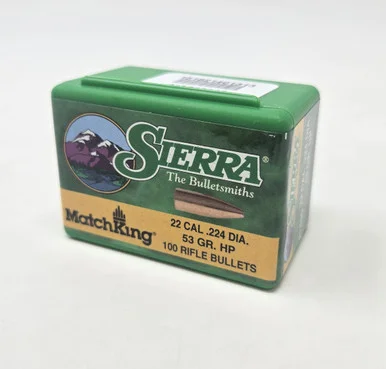 SIERRA®
The Bulletsmiths
MatchKing®
22 CAL .224 DIA.
53 GR. HP
100 RIFLE BULLETS